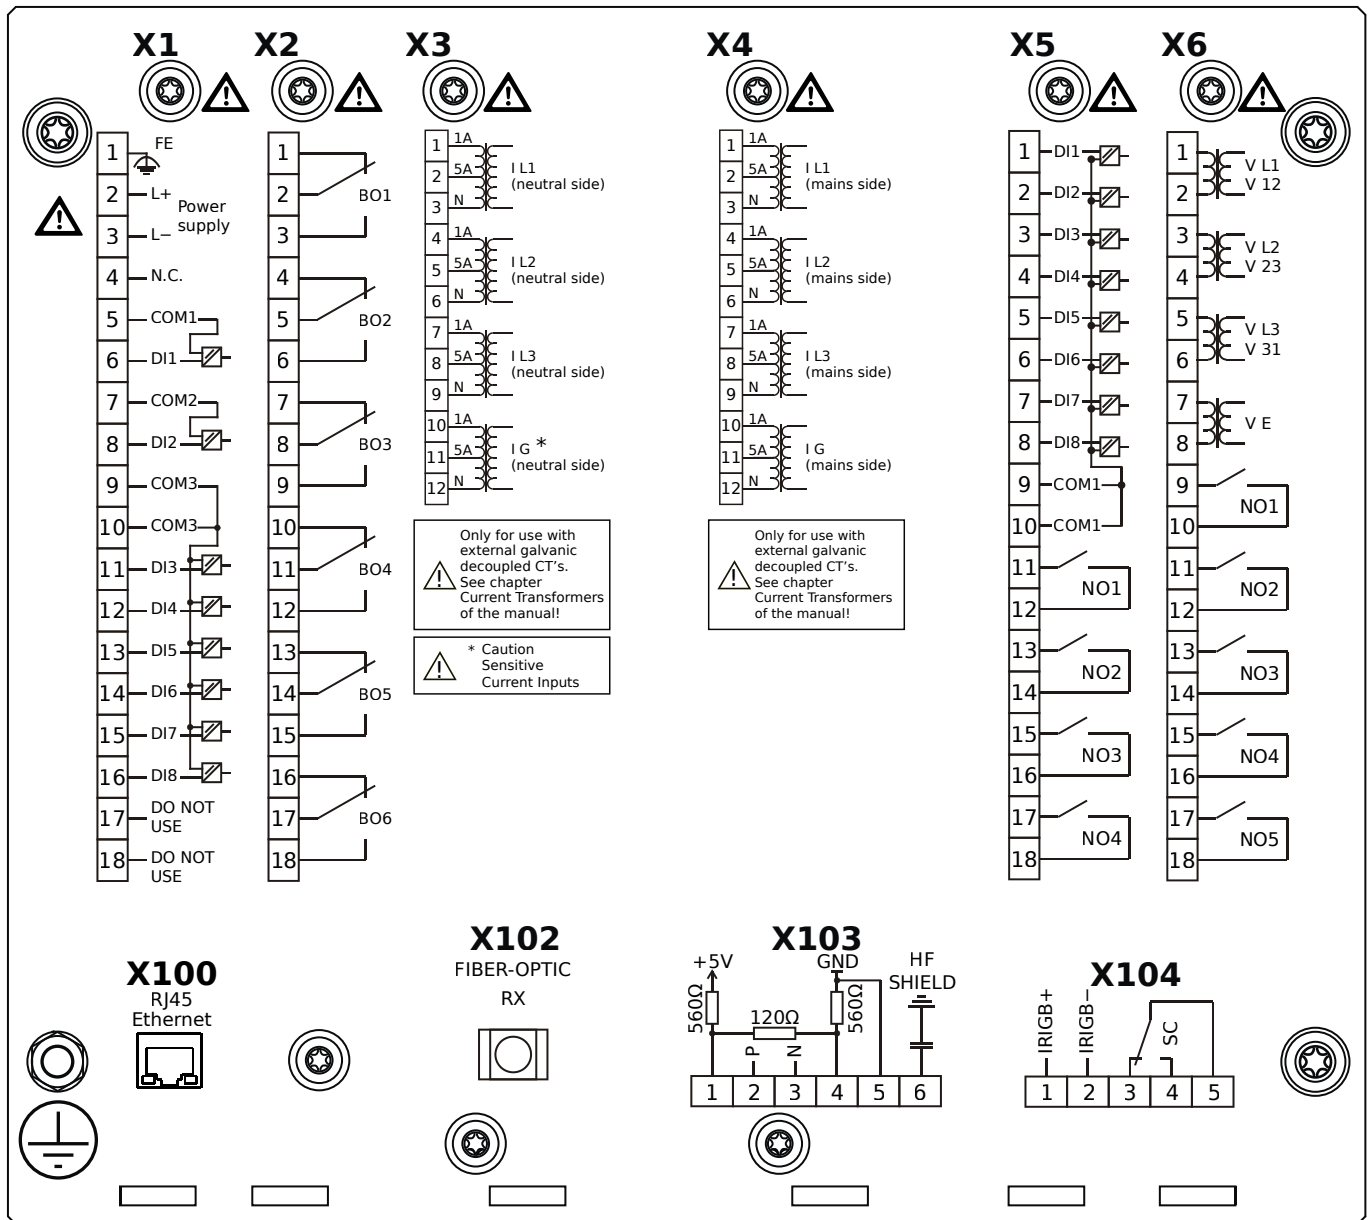 X1
1
FE
2 L+
Power
supply
3 L−
4 N.C.
5 COM1
6 DI1
7 COM2
8 DI2
9 COM3
10 COM3
11 DI3
12 DI4
13 DI5
14 DI6
15 DI7
16 DI8
17 DO NOT
USE
18 DO NOT
USE
X2
1
2 BO1
3
4
5 BO2
6
7
8 BO3
9
10
11 BO4
12
13
14 BO5
15
16
17 BO6
18
X3
1 1A
2 5A
3 N
I L1
(neutral side)
4 1A
5 5A
6 N
I L2
(neutral side)
7 1A
8 5A
9 N
I L3
(neutral side)
10 1A
11 5A
12 N
I G *
(neutral side)
Only for use with
external galvanic
decoupled CT's.
See chapter
Current Transformers
of the manual!
* Caution
Sensitive
Current Inputs
X4
1 1A
2 5A
3 N
I L1
(mains side)
4 1A
5 5A
6 N
I L2
(mains side)
7 1A
8 5A
9 N
I L3
(mains side)
10 1A
11 5A
12 N
I G
(mains side)
Only for use with
external galvanic
decoupled CT's.
See chapter
Current Transformers
of the manual!
X5
1 DI1
2 DI2
3 DI3
4 DI4
5 DI5
6 DI6
7 DI7
8 DI8
9 COM1
10 COM1
11
NO1
12
13
NO2
14
15
NO3
16
17
NO4
18
X6
1
V L1
V 12
2
3
V L2
V 23
4
5
V L3
V 31
6
7
V E
8
9
NO1
10
11
NO2
12
13
NO3
14
15
NO4
16
17
NO5
18
X100
RJ45
Ethernet
X102
FIBER-OPTIC
RX
X103
+5V
GND
HF
SHIELD
560Ω
120Ω
560Ω
P
N
1 2 3 4 5 6
X104
IRIGB+
IRIGB−
SC
1 2 3 4 5